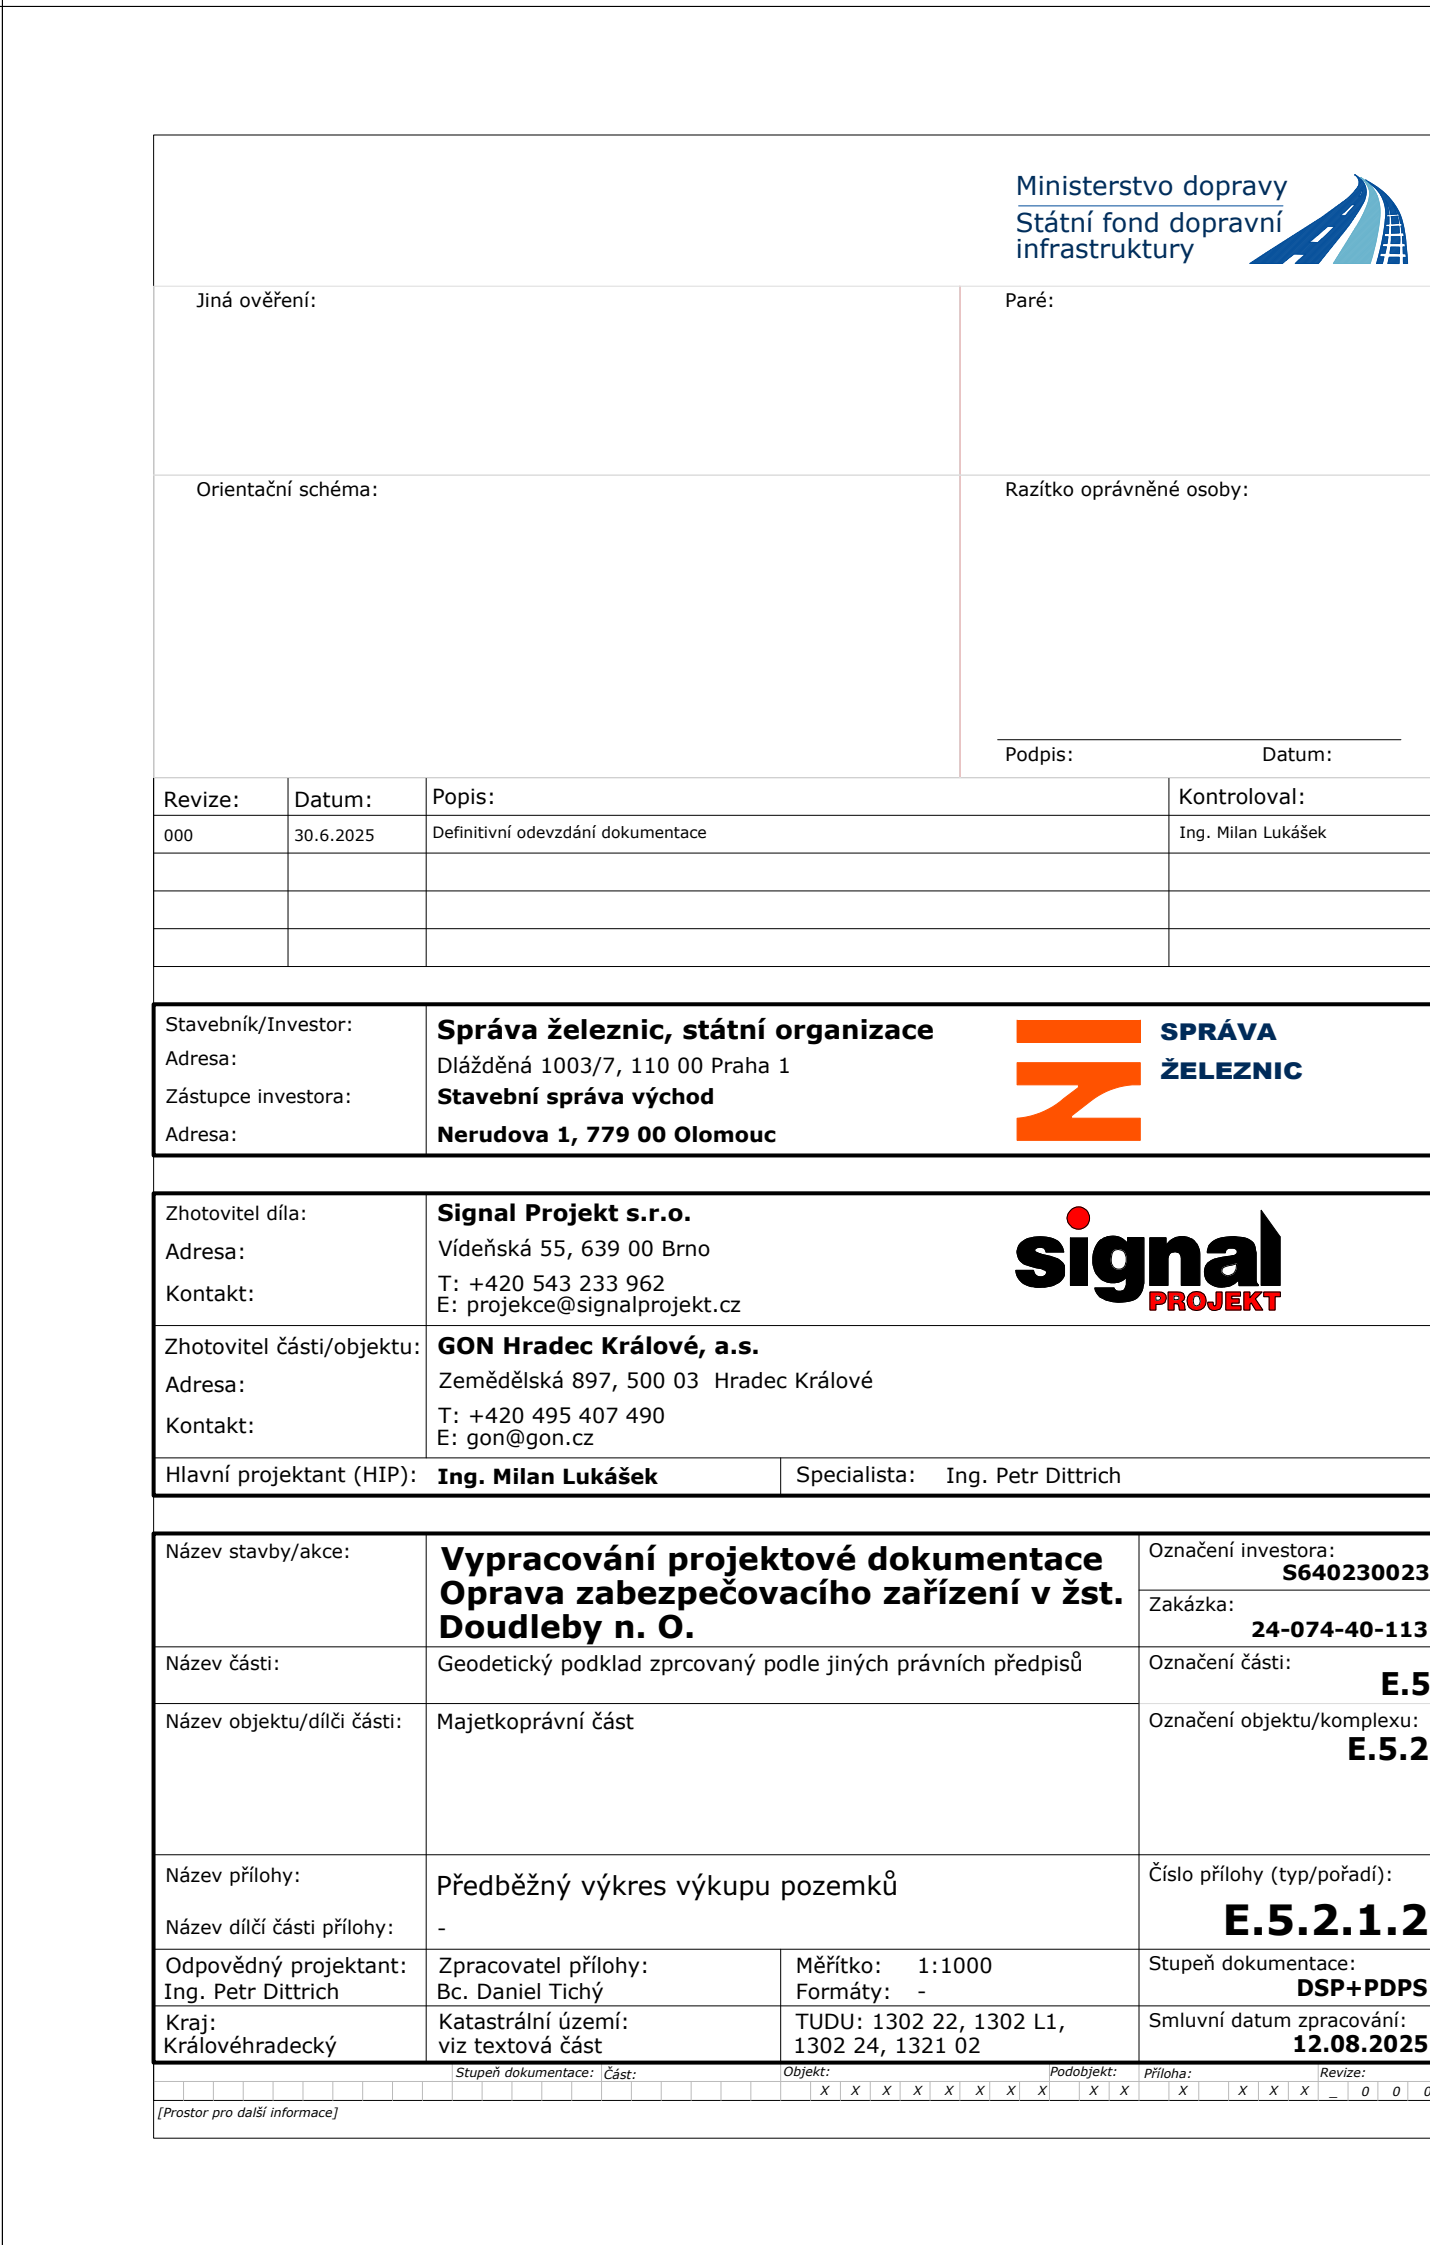 Ministerstvo dopravy
Státní fond dopravní
infrastruktury
Jiná ověření:
Paré:
Orientační schéma:
Razítko oprávněné osoby:
Podpis: Datum:
Revize: Datum: Popis: Kontroloval:
000 30.6.2025 Definitivní odevzdání dokumentace Ing. Milan Lukášek
Stavebník/Investor: Správa železnic, státní organizace
Adresa: Dlážděná 1003/7, 110 00 Praha 1
Zástupce investora: Stavební správa východ
Adresa: Nerudova 1, 779 00 Olomouc
SPRÁVA
ŽELEZNIC
Zhotovitel díla: Signal Projekt s.r.o.
Adresa: Vídeňská 55, 639 00 Brno
Kontakt: T: +420 543 233 962
E: projekce@signalprojekt.cz
signal
PROJEKT
Zhotovitel části/objektu: GON Hradec Králové, a.s.
Adresa: Zemědělská 897, 500 03 Hradec Králové
Kontakt: T: +420 495 407 490
E: gon@gon.cz
Hlavní projektant (HIP): Ing. Milan Lukášek Specialista: Ing. Petr Dittrich
Název stavby/akce: Vypracování projektové dokumentace
Oprava zabezpečovacího zařízení v žst.
Doudleby n. O.
Označení investora:
S640230023
Zakázka:
24-074-40-113
Název části: Geodetický podklad zprcovaný podle jiných právních předpisů
Označení části:
E.5
Název objektu/dílči části: Majetkoprávní část
Označení objektu/komplexu:
E.5.2
Název přílohy: Předběžný výkres výkupu pozemků
Číslo přílohy (typ/pořadí):
E.5.2.1.2
Název dílčí části přílohy: -
Odpovědný projektant: Zpracovatel přílohy: Měřítko: 1:1000 Stupeň dokumentace:
Ing. Petr Dittrich Bc. Daniel Tichý Formáty: - DSP+PDPS
Kraj: Katastrální území: TUDU: 1302 22, 1302 L1, Smluvní datum zpracování:
Královéhradecký viz textová část 1302 24, 1321 02 12.08.2025
Stupeň dokumentace: Část: Objekt: Podobjekt: Příloha: Revize:
X X X X X X X X X X X X X X _ 0 0 0
[Prostor pro další informace]